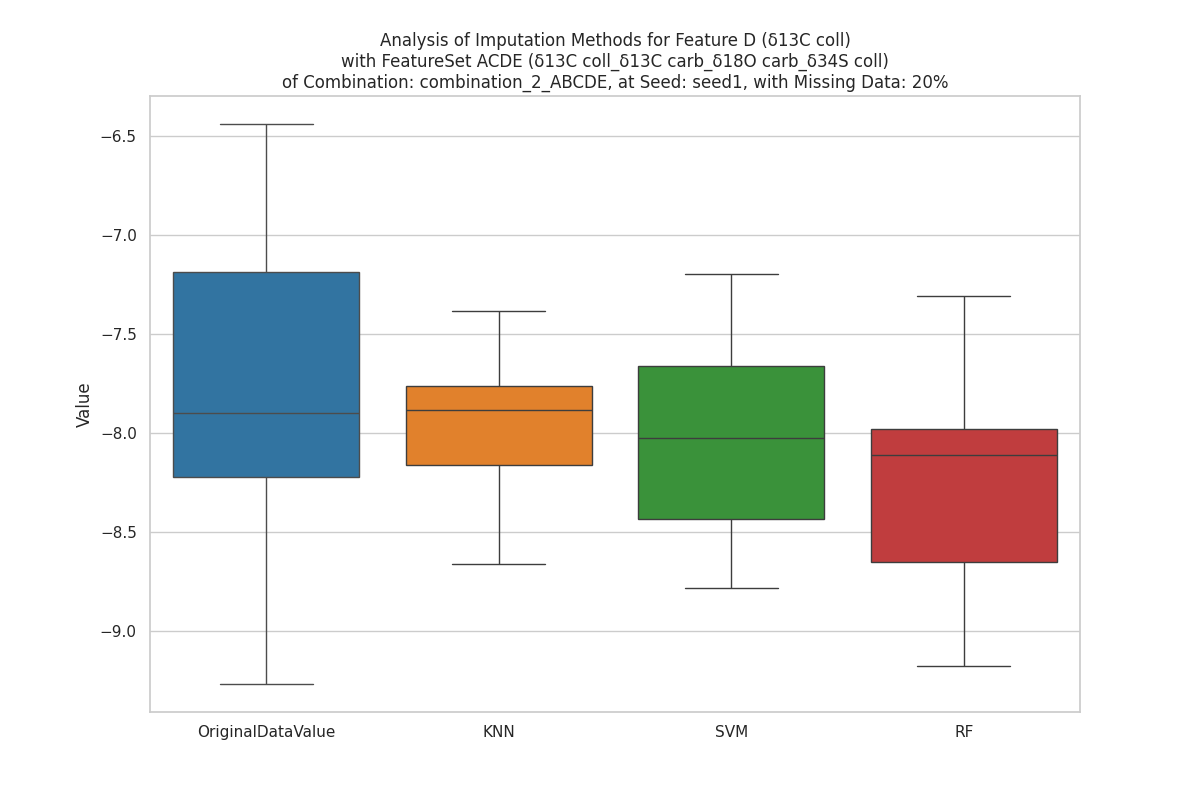 Analysis of Imputation Methods for Feature D (δ13C coll)
with FeatureSet ACDE (δ13C coll_δ13C carb_δ18O carb_δ34S coll)
of Combination: combination_2_ABCDE, at Seed: seed1, with Missing Data: 20%
−6.5
−7.0
−7.5
−8.0
−8.5
−9.0
Value
OriginalDataValue
KNN
SVM
RF